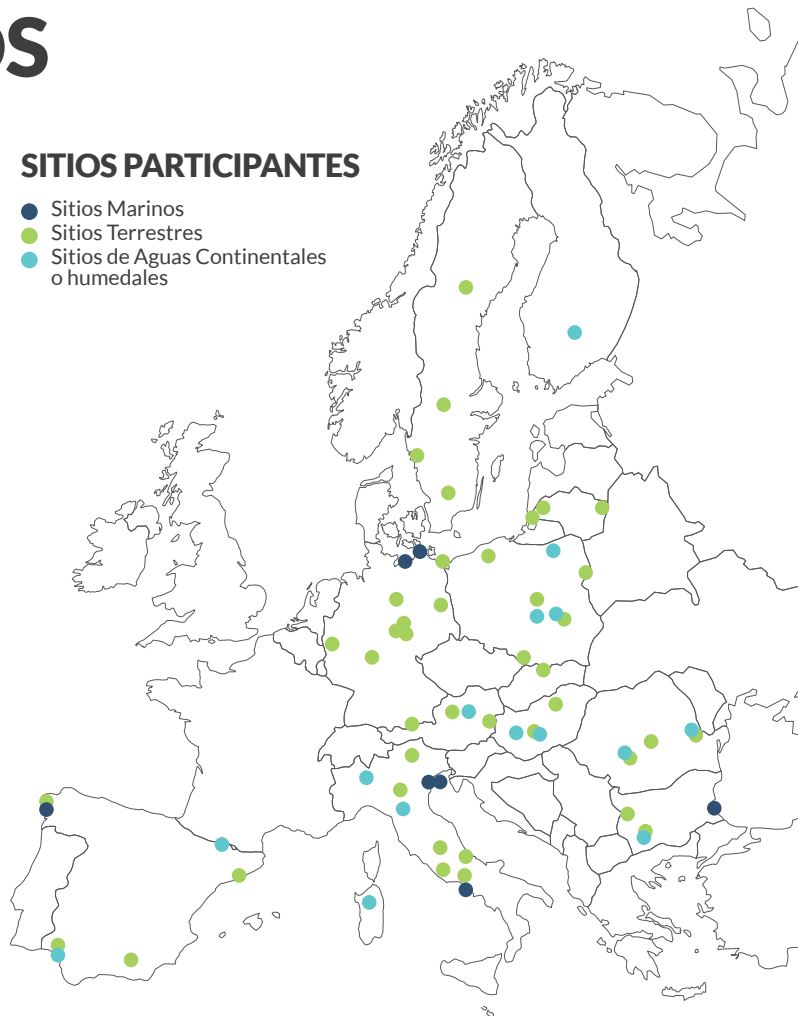 OS
SITIOS PARTICIPANTES
Sitios Marinos
Sitios Terrestres
Sitios de Aguas Continentales
o humedales